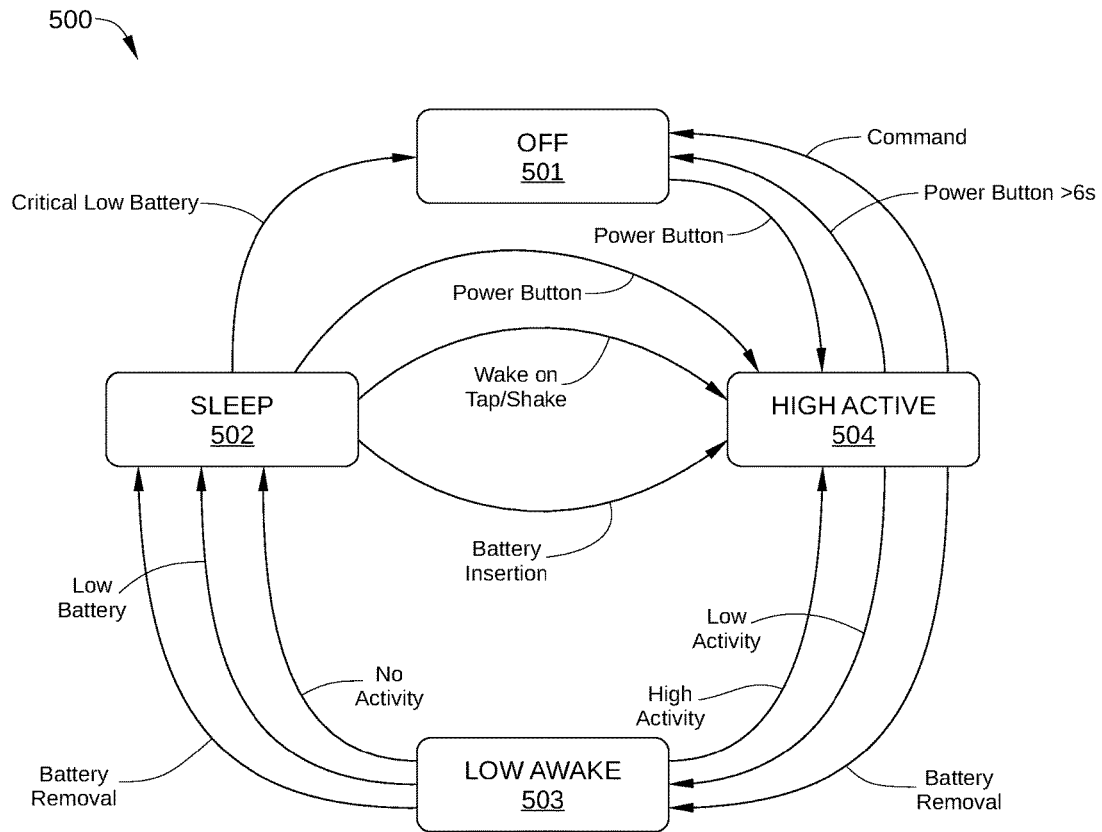 500
OFF
501
Command
Critical Low Battery
Power Button >6s
Power Button
Power Button
Wake on
Tap/Shake
SLEEP
502
HIGH ACTIVE
504
Battery
Insertion
Low
Battery
Low
Activity
No
Activity
High
Activity
LOW AWAKE
503
Battery
Removal
Battery
Removal